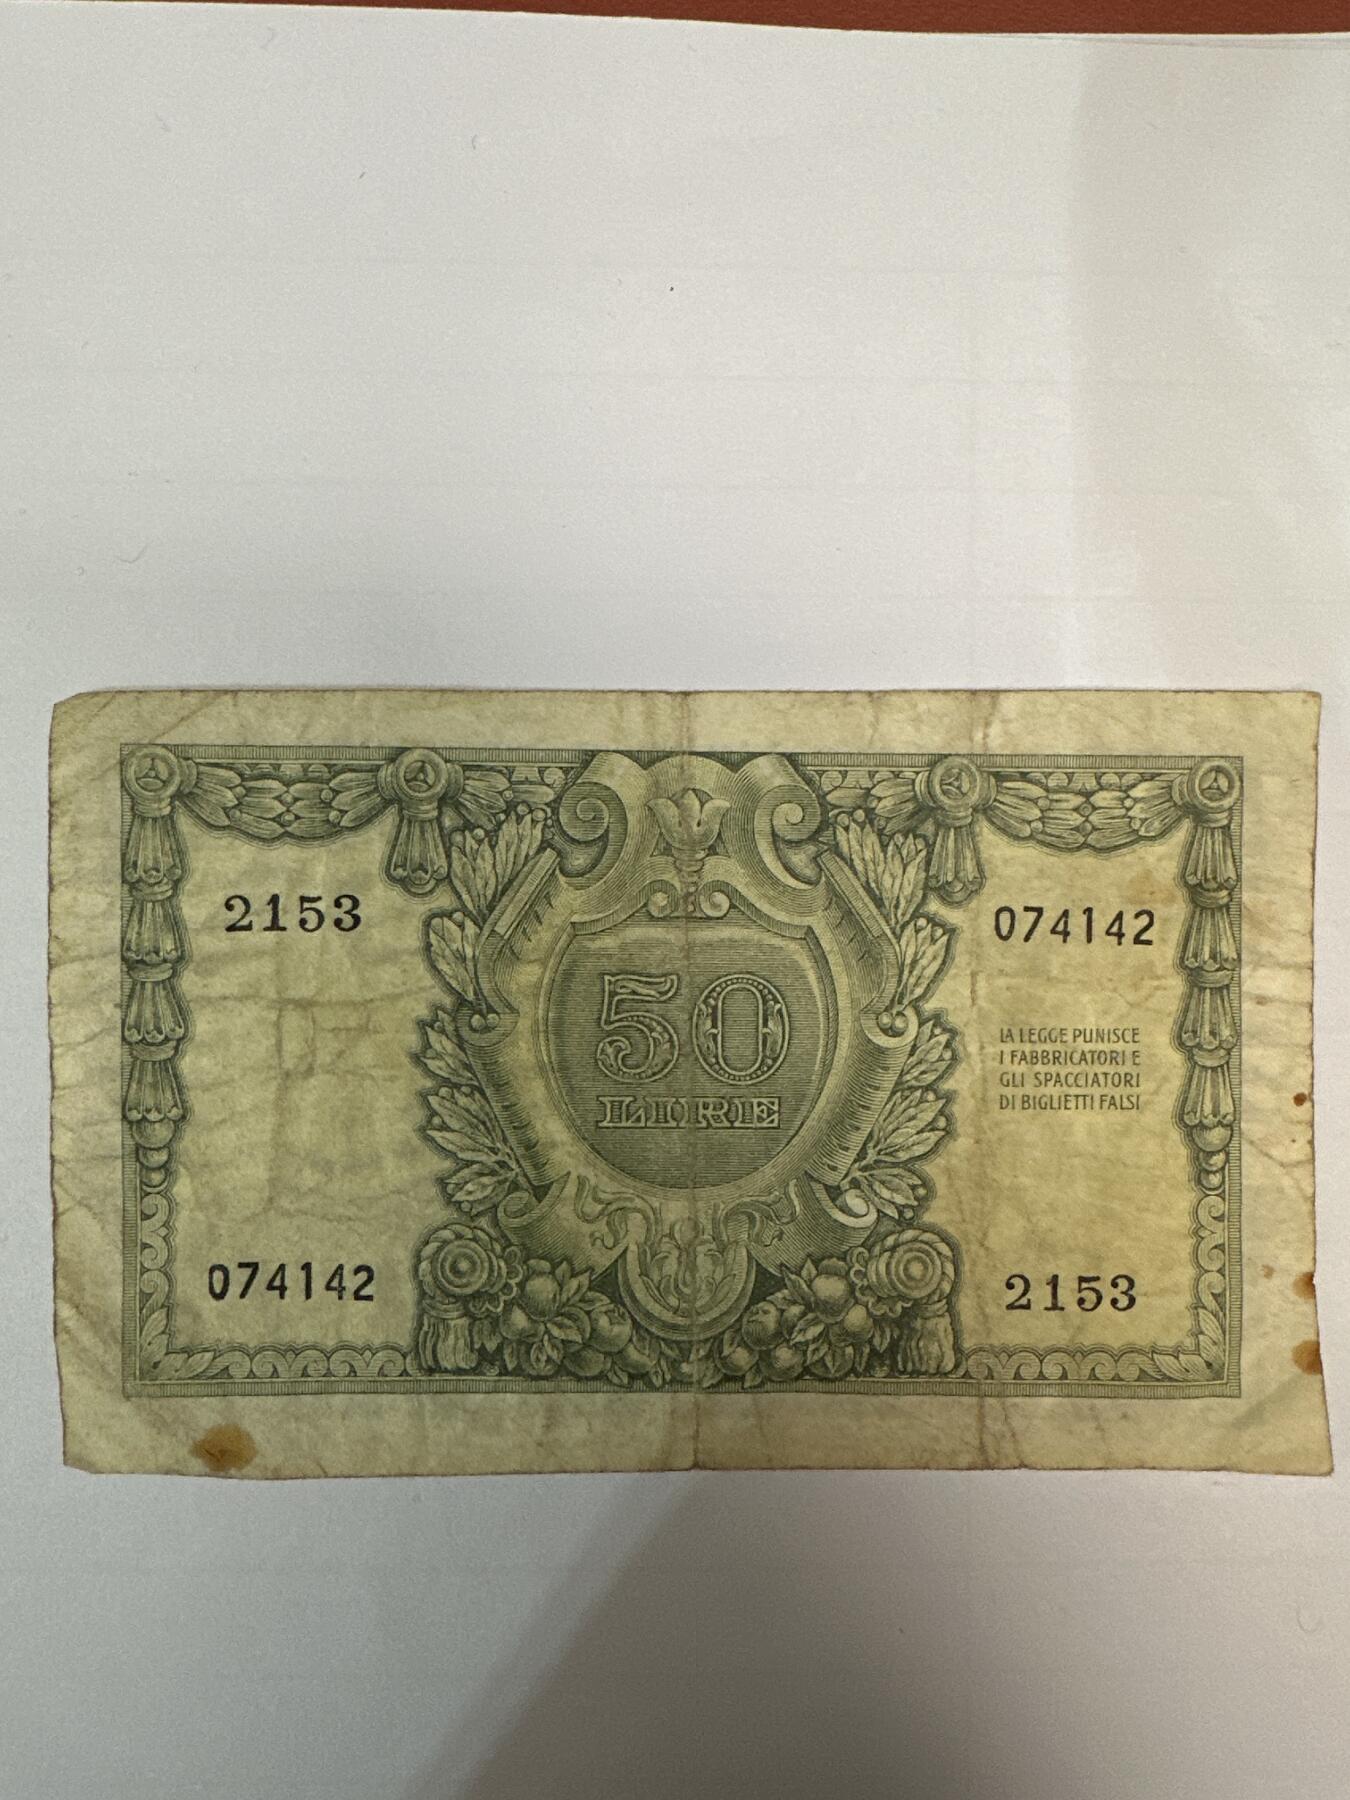 2153
074142
50
LIRE
LA LEGGE PUNISCE
I FABBRICATORI E
GLI SPACCIATORI
DI BIGLIETTI FALSI
074142
2153